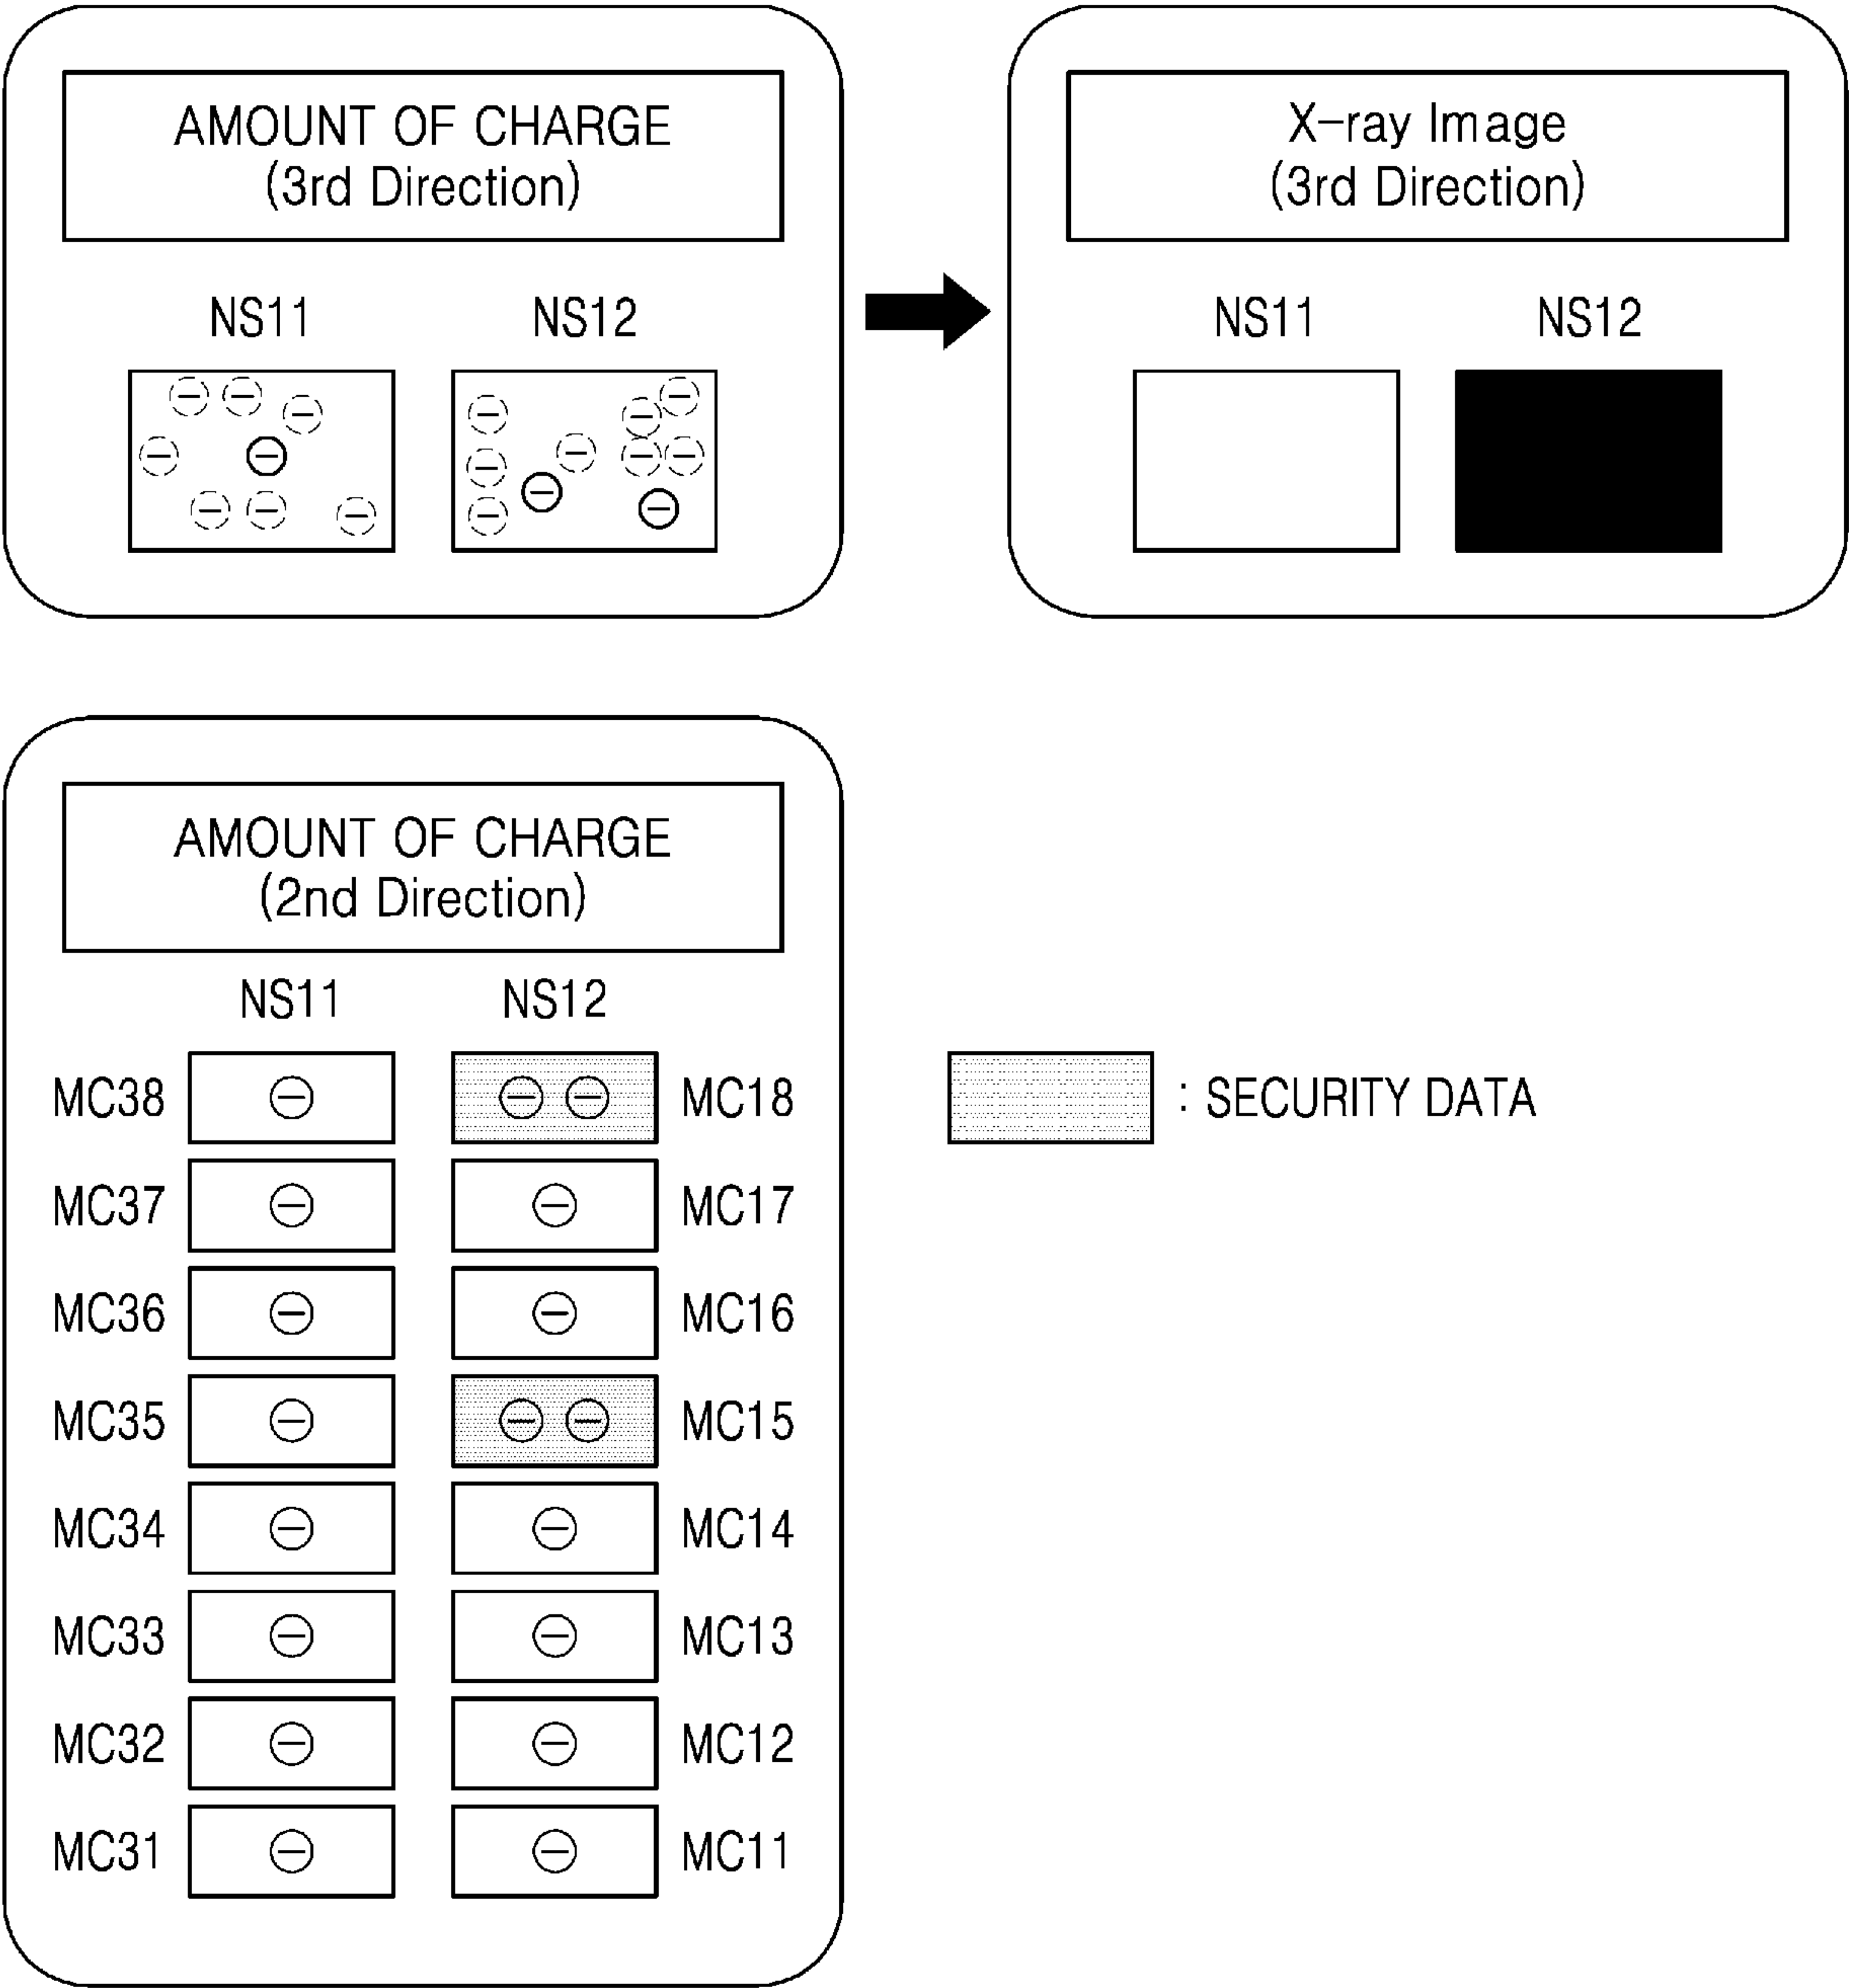 AMOUNT OF CHARGE
(3rd Direction)
NS11 NS12
X-ray Image
(3rd Direction)
NS11 NS12
AMOUNT OF CHARGE
(2nd Direction)
NS11 NS12
MC38 MC18
MC37 MC17
MC36 MC16
MC35 MC15
MC34 MC14
MC33 MC13
MC32 MC12
MC31 MC11
: SECURITY DATA